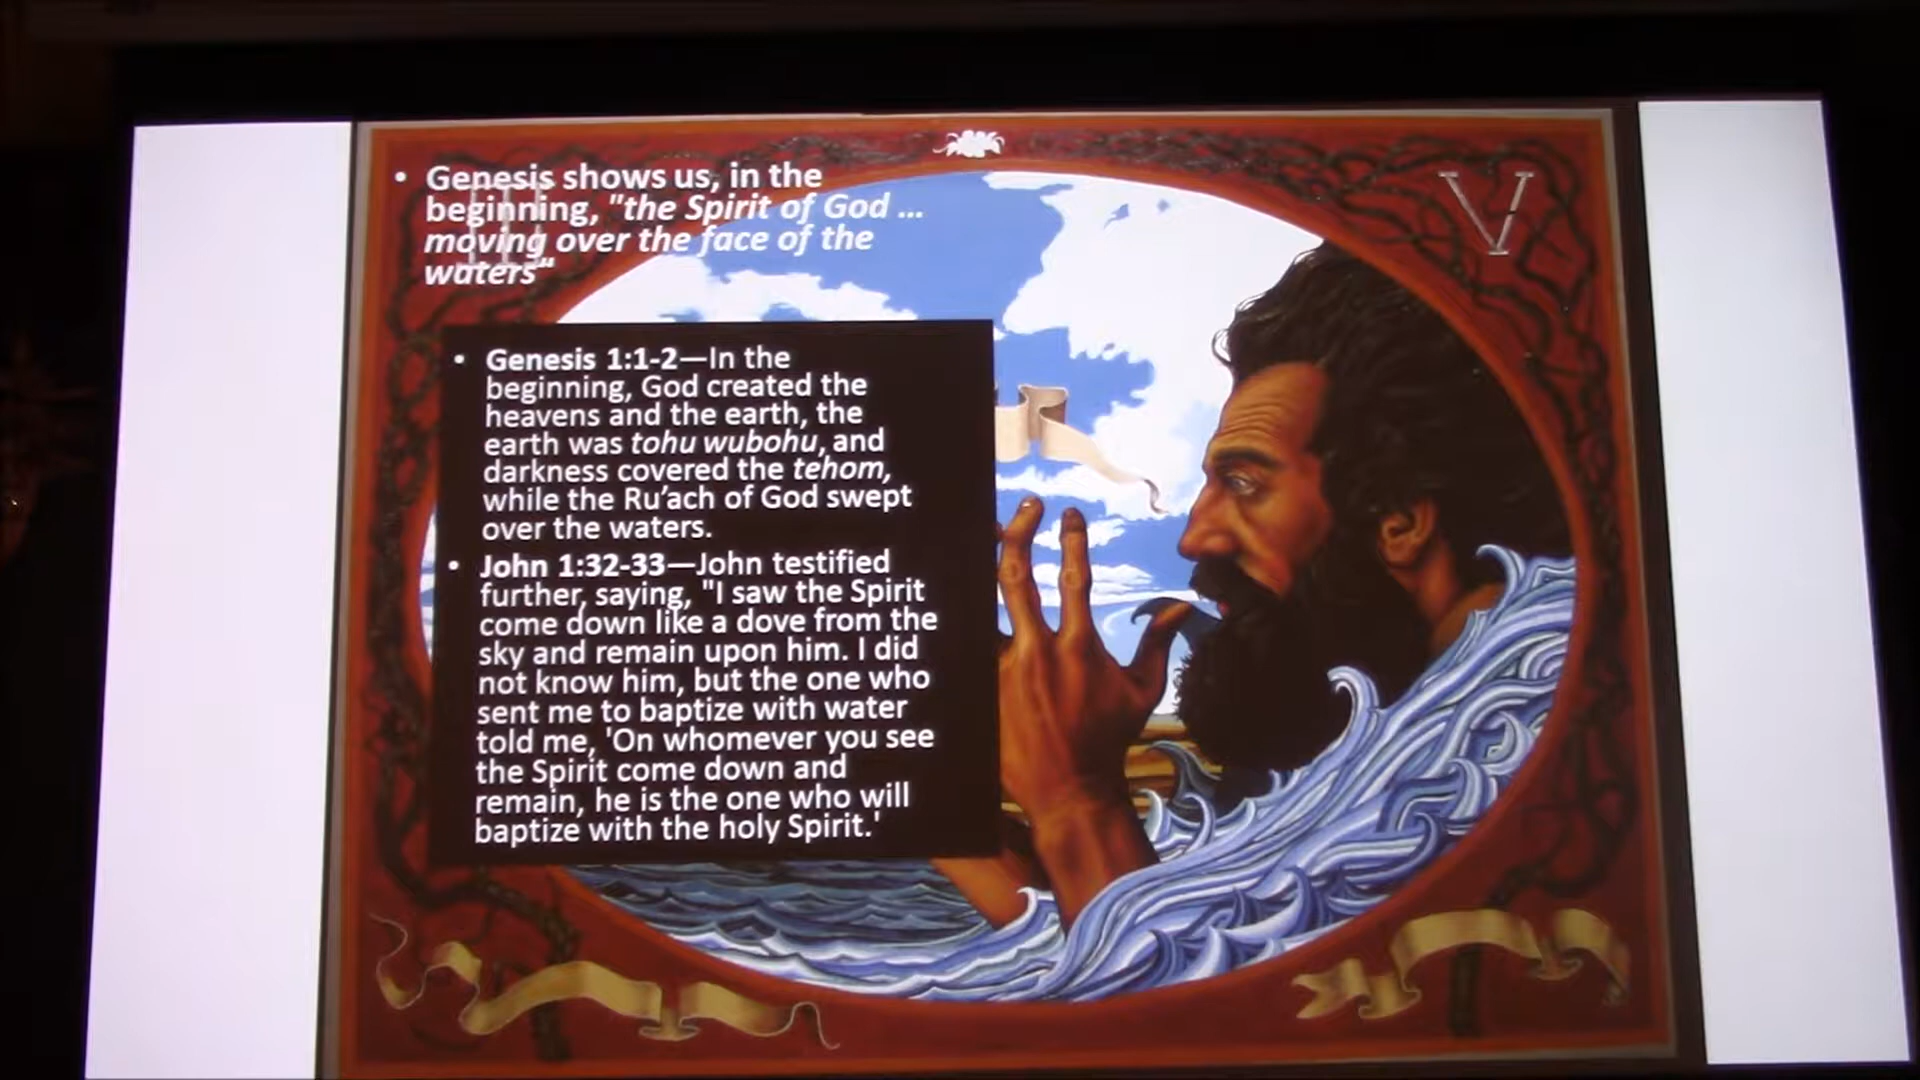 • Genesis shows us, in the
beginning, "the Spirit of God ...
moving over the face of the
waters"
V
• Genesis 1:1-2—In the
beginning, God created the
heavens and the earth, the
earth was tohu wubohu, and
darkness covered the tehom,
while the Ru’ach of God swept
over the waters.
• John 1:32-33—John testified
further, saying, "I saw the Spirit
come down like a dove from the
sky and remain upon him. I did
not know him, but the one who
sent me to baptize with water
told me, 'On whomever you see
the Spirit come down and
remain, he is the one who will
baptize with the holy Spirit.'